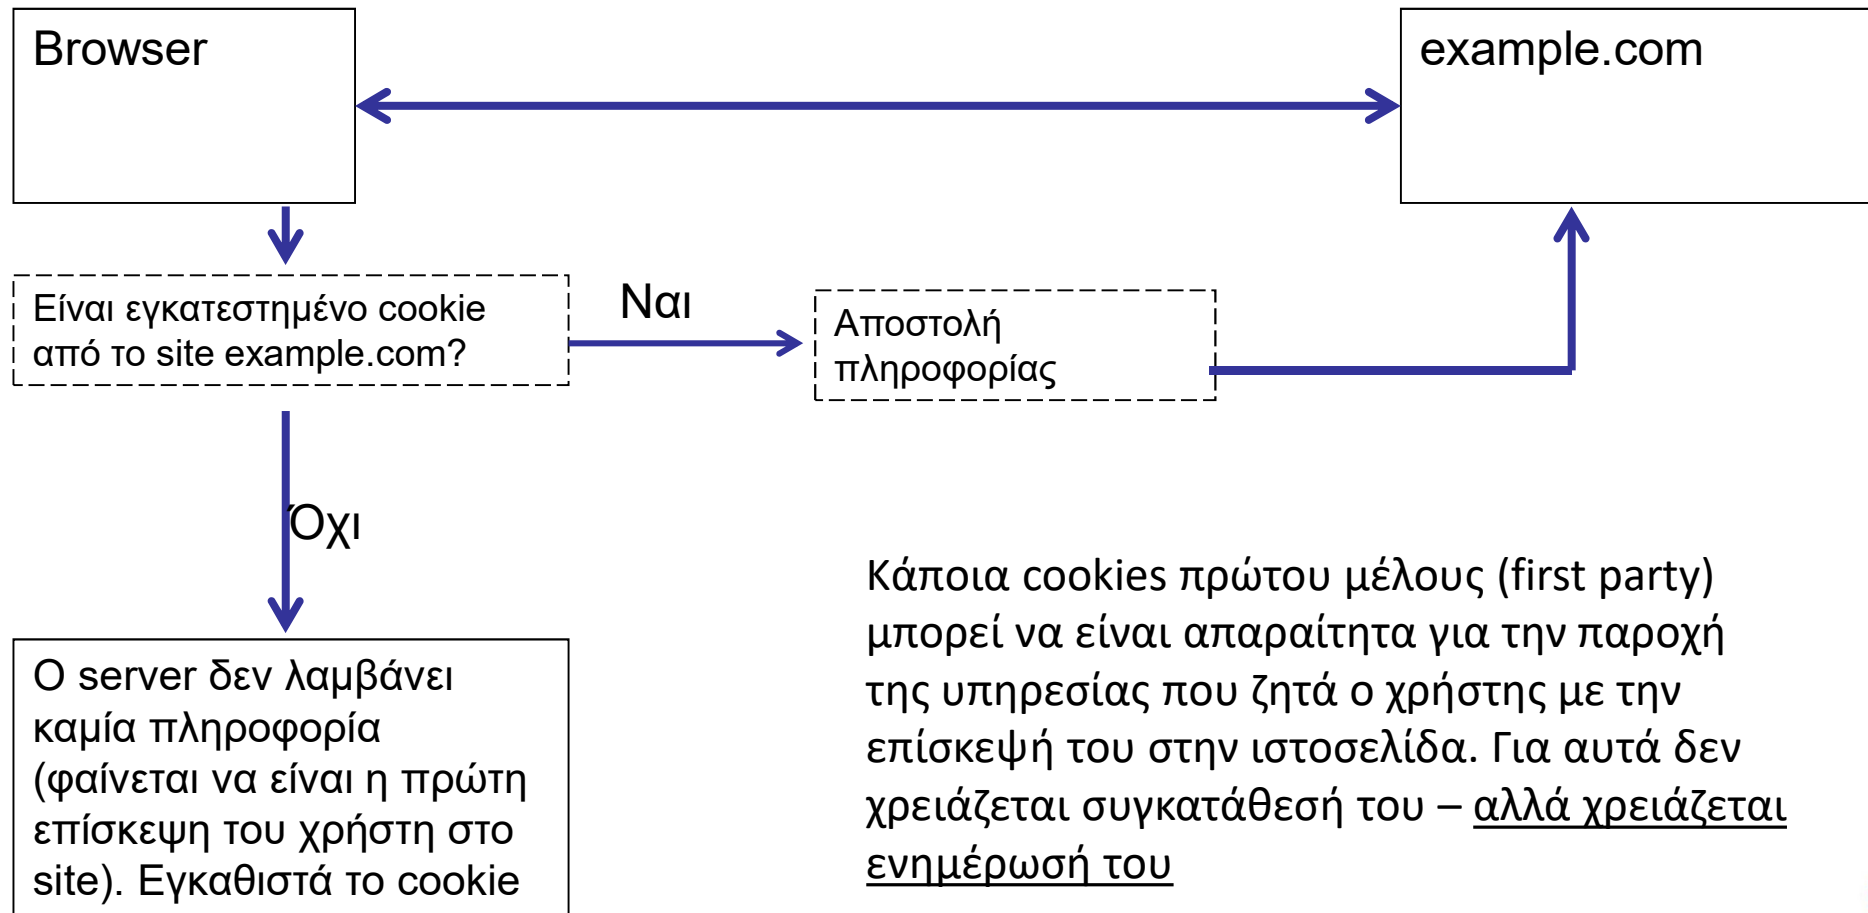 Browser
example.com
Είναι εγκατεστημένο cookie
από το site example.com?
Ναι
Αποστολή
πληροφορίας
Όχι
Ο server δεν λαμβάνει
καμία πληροφορία
(φαίνεται να είναι η πρώτη
επίσκεψη του χρήστη στο
site). Εγκαθιστά το cookie
Κάποια cookies πρώτου μέλους (first party)
μπορεί να είναι απαραίτητα για την παροχή
της υπηρεσίας που ζητά ο χρήστης με την
επίσκεψή του στην ιστοσελίδα. Για αυτά δεν
χρειάζεται συγκατάθεσή του – αλλά χρειάζεται
ενημέρωσή του